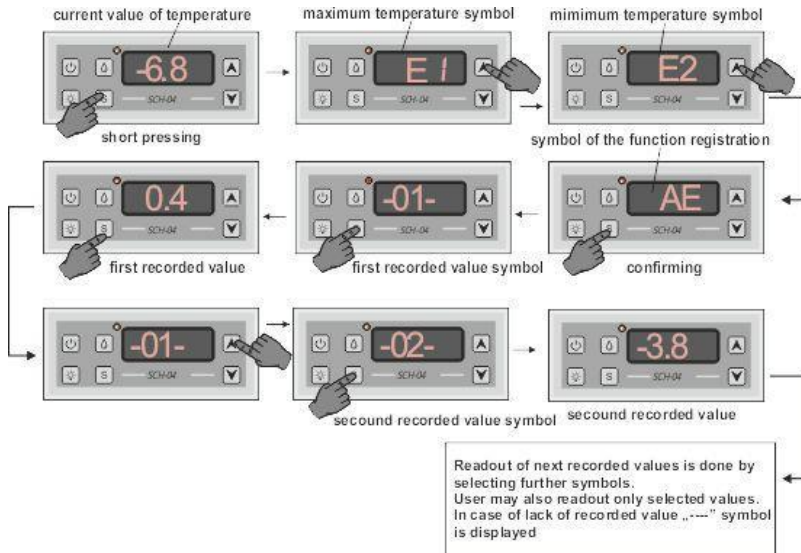 current value of temperature
maximum temperature symbol
mimimum temperature symbol
-6.8
S
SCH-04
E1
S
SCH-04
E2
S
SCH-04
short pressing
symbol of the function registration
0.4
S
SCH-04
-01-
SCH-04
AE
S
SCH-04
first recorded value
first recorded value symbol
confirming
-01-
S
SCH-04
-02-
SCH-04
-3.8
S
SCH-04
secound recorded value symbol
secound recorded value
Readout of next recorded values is done by
selecting further symbols.
User may also readout only selected values.
In case of lack of recorded value „----” symbol
is displayed